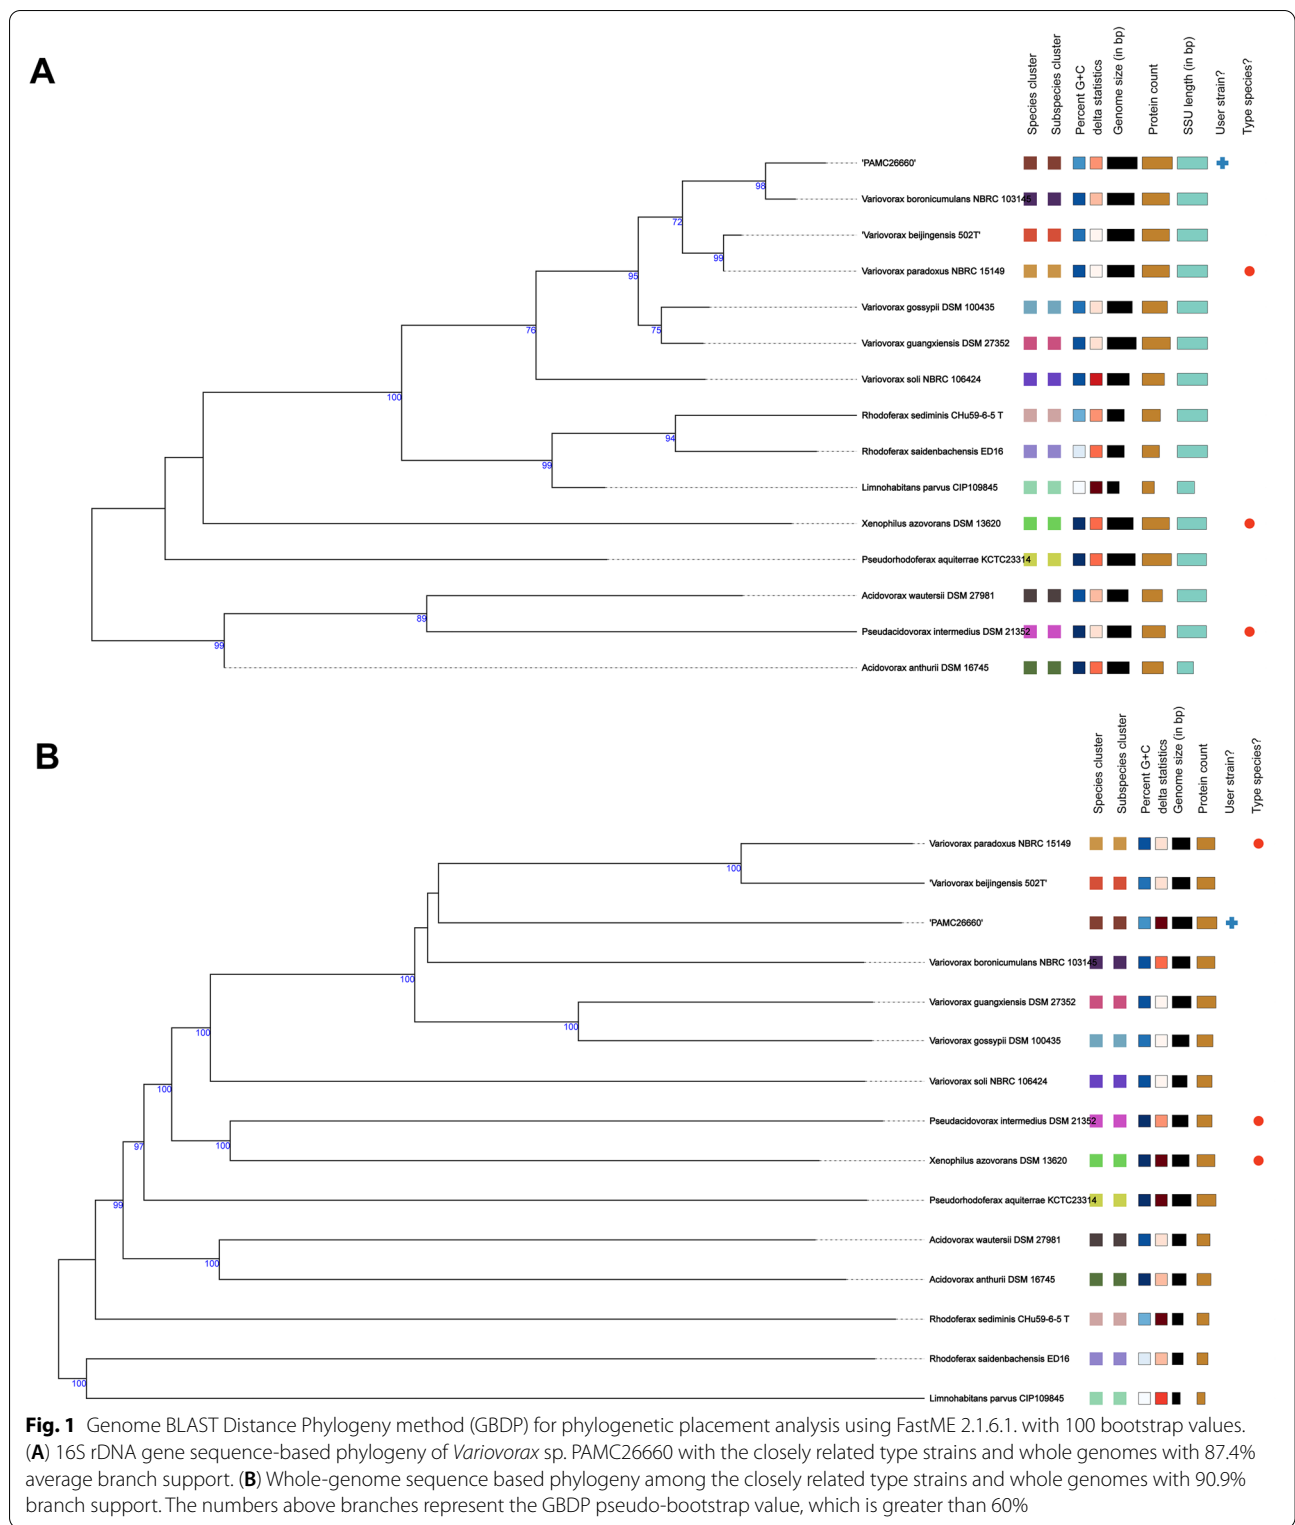 A
Species cluster
Subspecies cluster
Percent G+C
delta statistics
Genome size (in bp)
Protein count
SSU length (in bp)
User strain?
Type species?
'PAMC26660'
98
Variovorax boronicumulans NBRC 103145
72
'Variovorax beijingensis 502T'
99
Variovorax paradoxus NBRC 15149
95
Variovorax gossypii DSM 100435
76
75
Variovorax guangxiensis DSM 27352
Variovorax soli NBRC 106424
100
Rhodoferax sediminis CHu59-6-5 T
94
Rhodoferax saidenbachensis ED16
99
Limnohabitans parvus CIP109845
Xenophilus azovorans DSM 13620
Pseudorhodoferax aquiterrae KCTC23314
Acidovorax wautersii DSM 27981
89
Pseudacidovorax intermedius DSM 21352
99
Acidovorax anthurii DSM 16745
B
Species cluster
Subspecies cluster
Percent G+C
delta statistics
Genome size (in bp)
Protein count
User strain?
Type species?
Variovorax paradoxus NBRC 15149
100
'Variovorax beijingensis 502T'
'PAMC26660'
Variovorax boronicumulans NBRC 103145
100
Variovorax guangxiensis DSM 27352
100
100
Variovorax gossypii DSM 100435
Variovorax soli NBRC 106424
100
Pseudacidovorax intermedius DSM 21352
97
100
Xenophilus azovorans DSM 13620
Pseudorhodoferax aquiterrae KCTC23314
99
Acidovorax wautersii DSM 27981
100
Acidovorax anthurii DSM 16745
Rhodoferax sediminis CHu59-6-5 T
Rhodoferax saidenbachensis ED16
100
Limnohabitans parvus CIP109845
Fig. 1 Genome BLAST Distance Phylogeny method (GBDP) for phylogenetic placement analysis using FastME 2.1.6.1. with 100 bootstrap values.
(A) 16S rDNA gene sequence-based phylogeny of Variovorax sp. PAMC26660 with the closely related type strains and whole genomes with 87.4%
average branch support. (B) Whole-genome sequence based phylogeny among the closely related type strains and whole genomes with 90.9%
branch support. The numbers above branches represent the GBDP pseudo-bootstrap value, which is greater than 60%